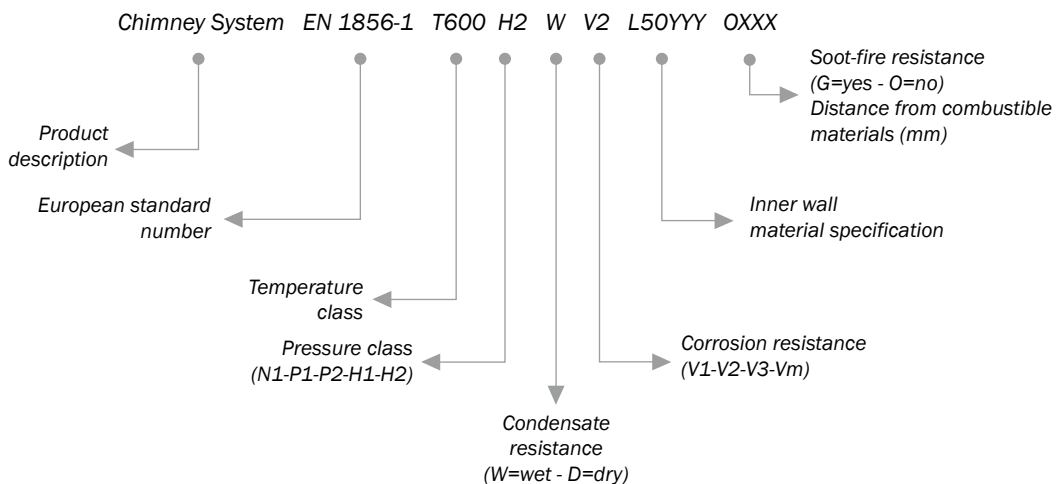 Chimney System EN 1856-1 T600 H2 W V2 L50YYY OXXX
Soot-fire resistance
(G=yes - O=no)
Distance from combustible
materials (mm)
Product
description
European standard
number
Inner wall
material specification
Temperature
class
Pressure class
(N1-P1-P2-H1-H2)
Corrosion resistance
(V1-V2-V3-Vm)
Condensate
resistance
(W=wet - D=dry)